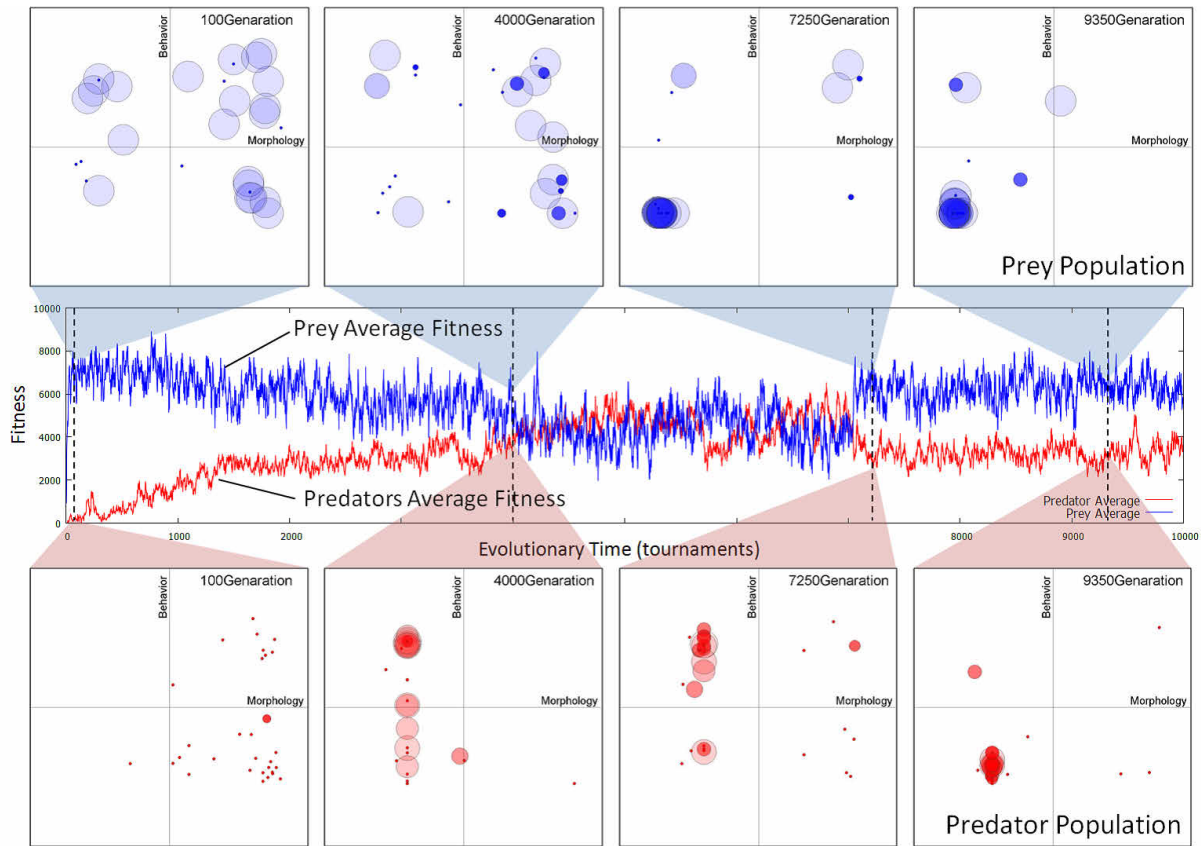 100Genaration
Behavior
Morphology
4000Genaration
Behavior
Morphology
7250Genaration
Behavior
Morphology
9350Genaration
Behavior
Morphology
Prey Population
10000
8000
6000
4000
2000
0
Fitness
Prey Average Fitness
Predators Average Fitness
Predator Average
Prey Average
0
1000
2000
8000
9000
10000
Evolutionary Time (tournaments)
100Genaration
Behavior
Morphology
4000Genaration
Behavior
Morphology
7250Genaration
Behavior
Morphology
9350Genaration
Behavior
Morphology
Predator Population